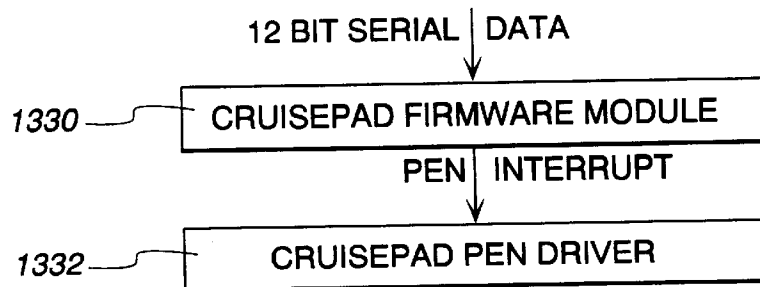 12 BIT SERIAL DATA
1330 CRUISEPAD FIRMWARE MODULE
PEN INTERRUPT
1332 CRUISEPAD PEN DRIVER